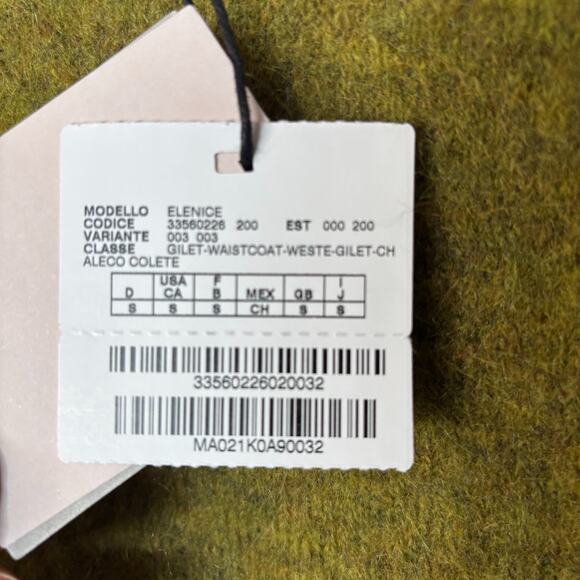 MODELLO ELENICE
CODICE 33560226 200 EST 000 200
VARIANTE 003 003
CLASSE GILET-WAISTCOAT-WESTE-GILET-CH
ALECO COLETE
USA F I
D CA B MEX GB J
S S S CH S S
33560226020032
MA021K0A90032